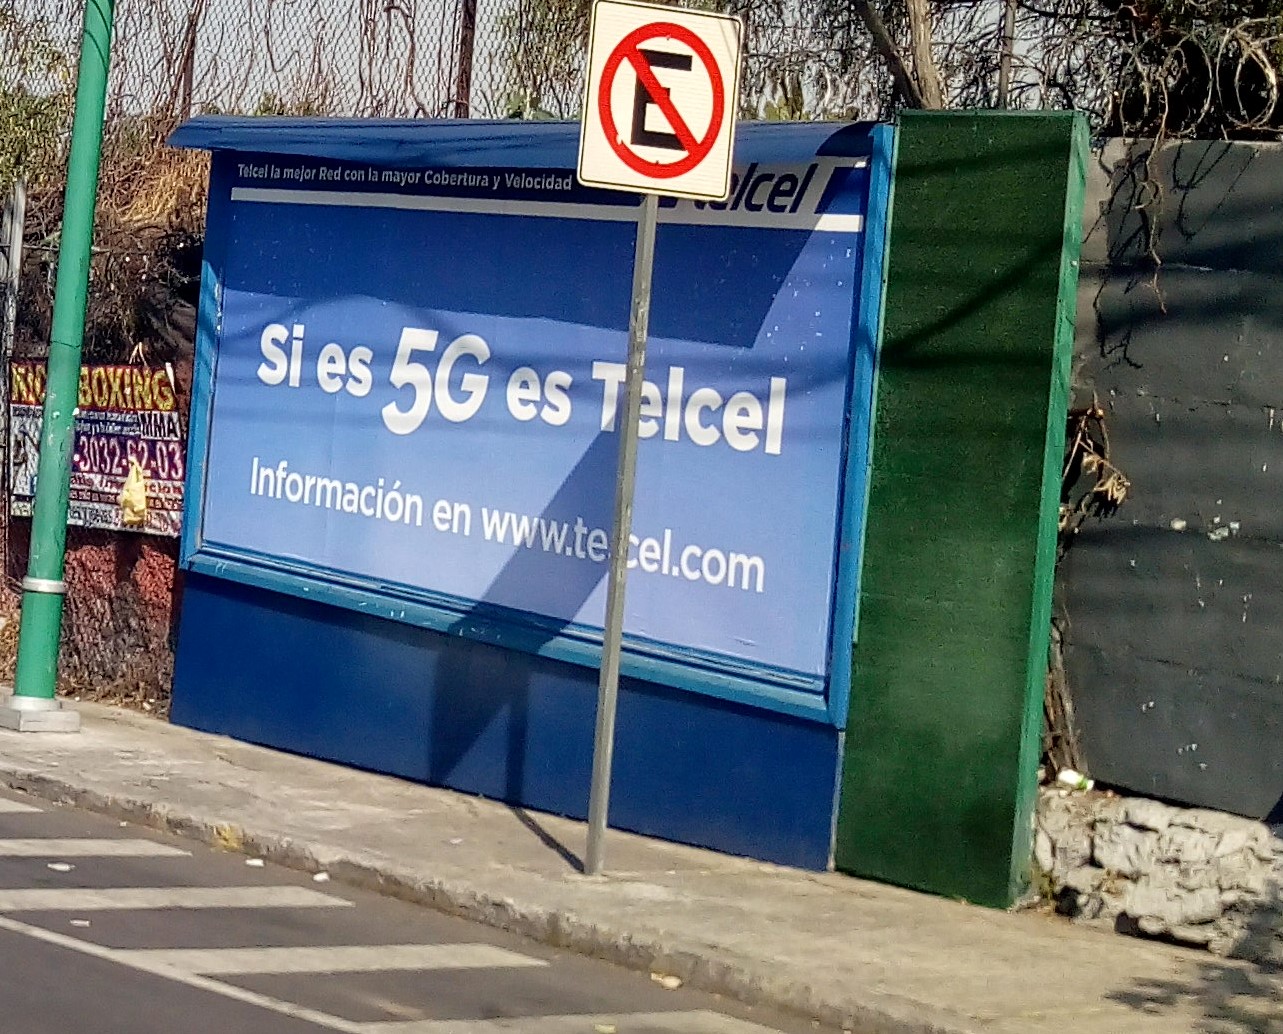 E
Telcel la mejor Red con la mayor Cobertura y Velocidad
telcel
Si es 5G es Telcel
Información en www.telcel.com
BOXING
MMA
-3032-62-03